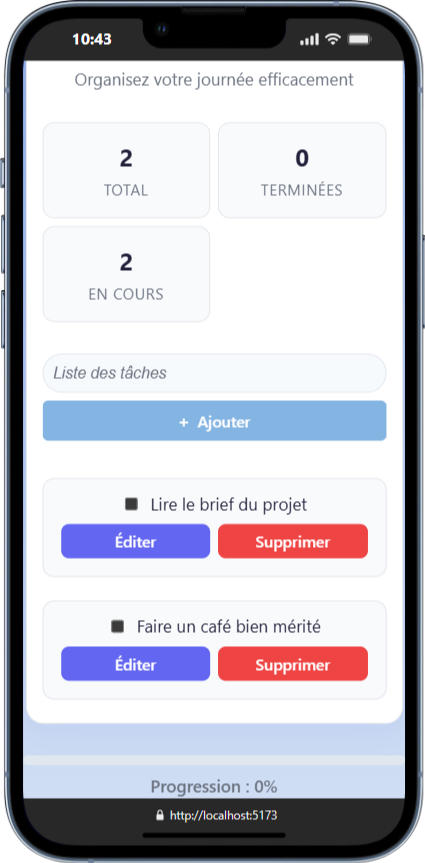 10:43
Organisez votre journée efficacement
2
TOTAL
0
TERMINÉES
2
EN COURS
Liste des tâches
+ Ajouter
Lire le brief du projet
Éditer
Supprimer
Faire un café bien mérité
Éditer
Supprimer
Progression : 0%
http://localhost:5173